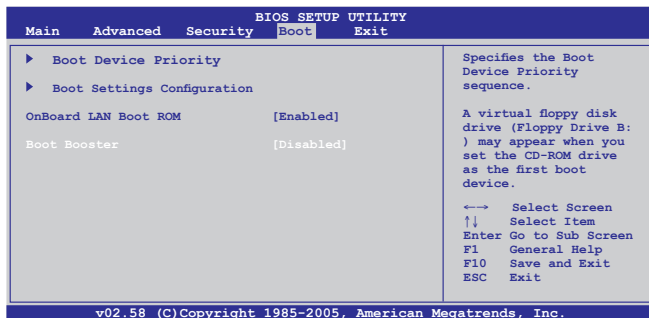 BIOS SETUP UTILITY
Main Advanced Security Boot Exit
Boot Device Priority
Boot Settings Configuration
OnBoard LAN Boot ROM [Enabled]
Boot Booster [Disabled]
Specifies the Boot
Device Priority
sequence.
A virtual floppy disk
drive (Floppy Drive B:
) may appear when you
set the CD-ROM drive
as the first boot
device.
←→ Select Screen
↑↓ Select Item
Enter Go to Sub Screen
F1 General Help
F10 Save and Exit
ESC Exit
v02.58 (C)Copyright 1985-2005, American Megatrends, Inc.